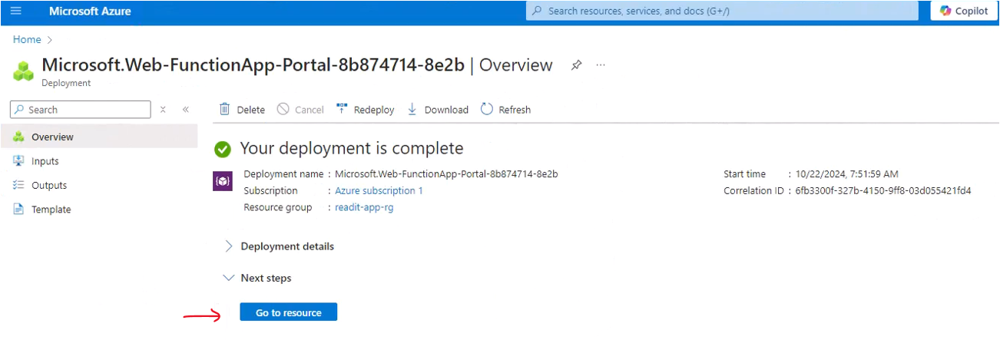 Microsoft Azure
Search resources, services, and docs (G+/)
Copilot
Home
Microsoft.Web-FunctionApp-Portal-8b874714-8e2b | Overview
Deployment
Search
Delete
Cancel
Redeploy
Download
Refresh
Overview
Inputs
Outputs
Template
Your deployment is complete
Deployment name : Microsoft.Web-FunctionApp-Portal-8b874714-8e2b
Subscription : Azure subscription 1
Resource group : readit-app-rg
Start time : 10/22/2024, 7:51:59 AM
Correlation ID : 6fb3300f-327b-4150-9ff8-03d055421fd4
Deployment details
Next steps
Go to resource